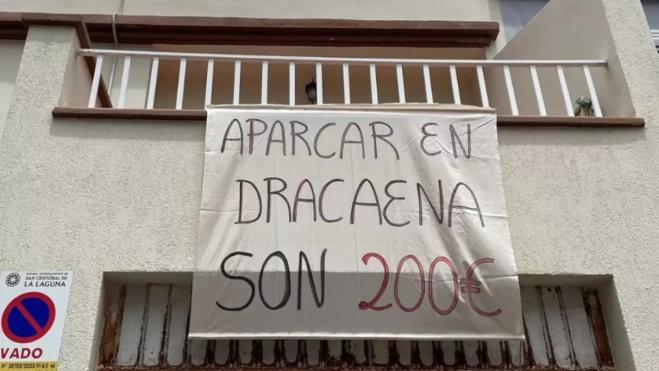 APARCAR EN
DRACAENA
SON 200€
SAN CRISTÓBAL DE
LA LAGUNA
VADO